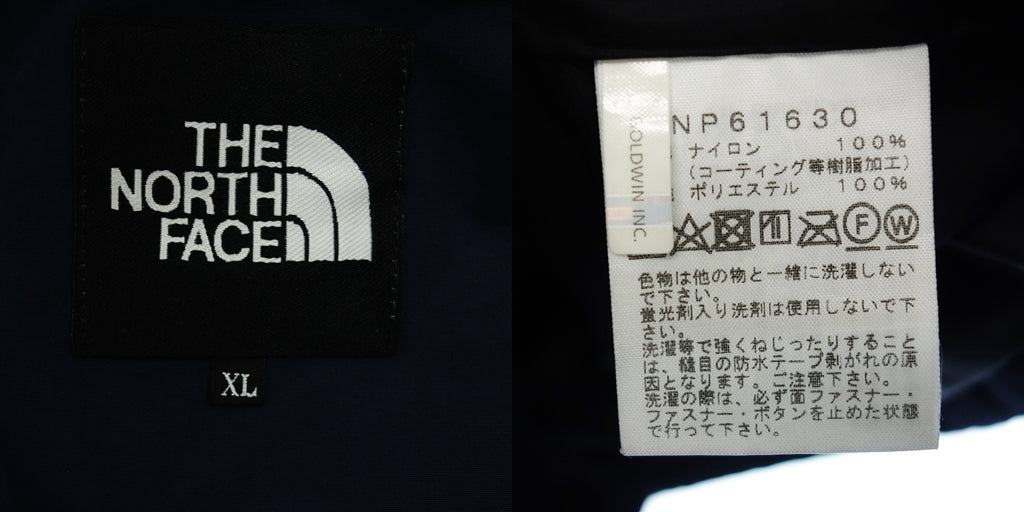 THE
NORTH
FACE
XL
GOLDWIN INC.
NP61630
ナイロン 100%
(コーティング等樹脂加工)
ポリエステル 100%
P W
色物は他の物と一緒に洗濯しない
で下さい。
蛍光剤入り洗剤は使用しないで下
さい。
洗濯等で強くねじったりすること
は、縫目の防水テープ剥がれの原
因となります。ご注意下さい。
洗濯の際は、必ず面ファスナー・
ファスナー・ボタンを止めた状態
で行って下さい。